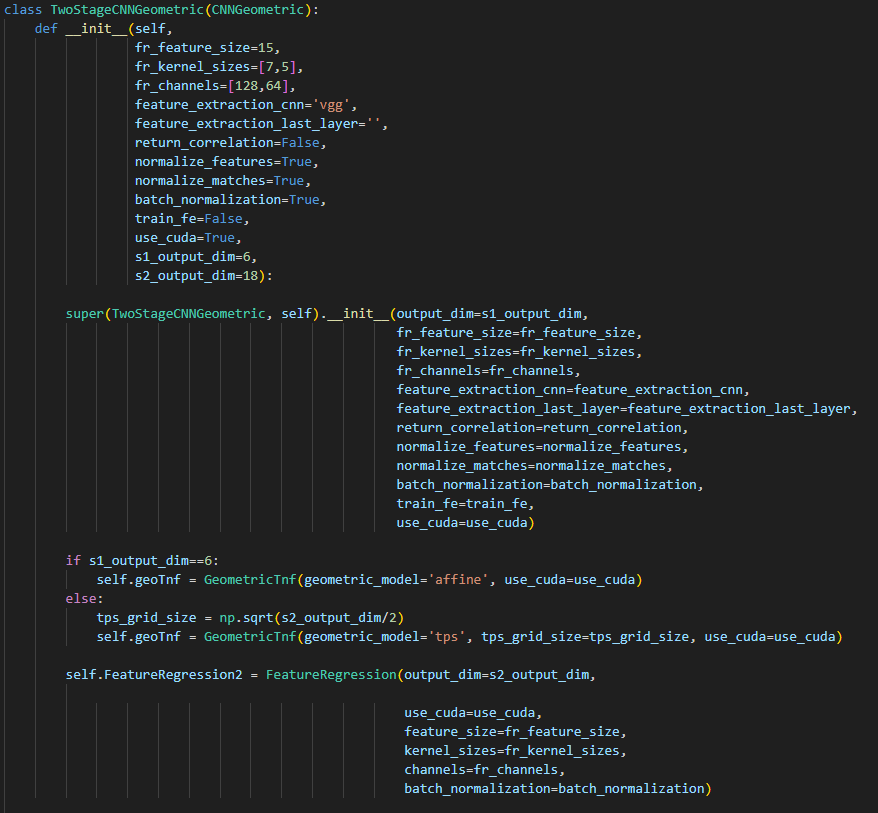 class TwoStageCNNGeometric(CNNGeometric):
    def __init__(self,
                 fr_feature_size=15,
                 fr_kernel_sizes=[7,5],
                 fr_channels=[128,64],
                 feature_extraction_cnn='vgg',
                 feature_extraction_last_layer='',
                 return_correlation=False,
                 normalize_features=True,
                 normalize_matches=True,
                 batch_normalization=True,
                 train_fe=False,
                 use_cuda=True,
                 s1_output_dim=6,
                 s2_output_dim=18):
        super(TwoStageCNNGeometric, self).__init__(output_dim=s1_output_dim,
                                                   fr_feature_size=fr_feature_size,
                                                   fr_kernel_sizes=fr_kernel_sizes,
                                                   fr_channels=fr_channels,
                                                   feature_extraction_cnn=feature_extraction_cnn,
                                                   feature_extraction_last_layer=feature_extraction_last_layer,
                                                   return_correlation=return_correlation,
                                                   normalize_features=normalize_features,
                                                   normalize_matches=normalize_matches,
                                                   batch_normalization=batch_normalization,
                                                   train_fe=train_fe,
                                                   use_cuda=use_cuda)
        if s1_output_dim==6:
            self.geoTnf = GeometricTnf(geometric_model='affine', use_cuda=use_cuda)
        else:
            tps_grid_size = np.sqrt(s2_output_dim/2)
            self.geoTnf = GeometricTnf(geometric_model='tps', tps_grid_size=tps_grid_size, use_cuda=use_cuda)
        self.FeatureRegression2 = FeatureRegression(output_dim=s2_output_dim,
                                                    use_cuda=use_cuda,
                                                    feature_size=fr_feature_size,
                                                    kernel_sizes=fr_kernel_sizes,
                                                    channels=fr_channels,
                                                    batch_normalization=batch_normalization)